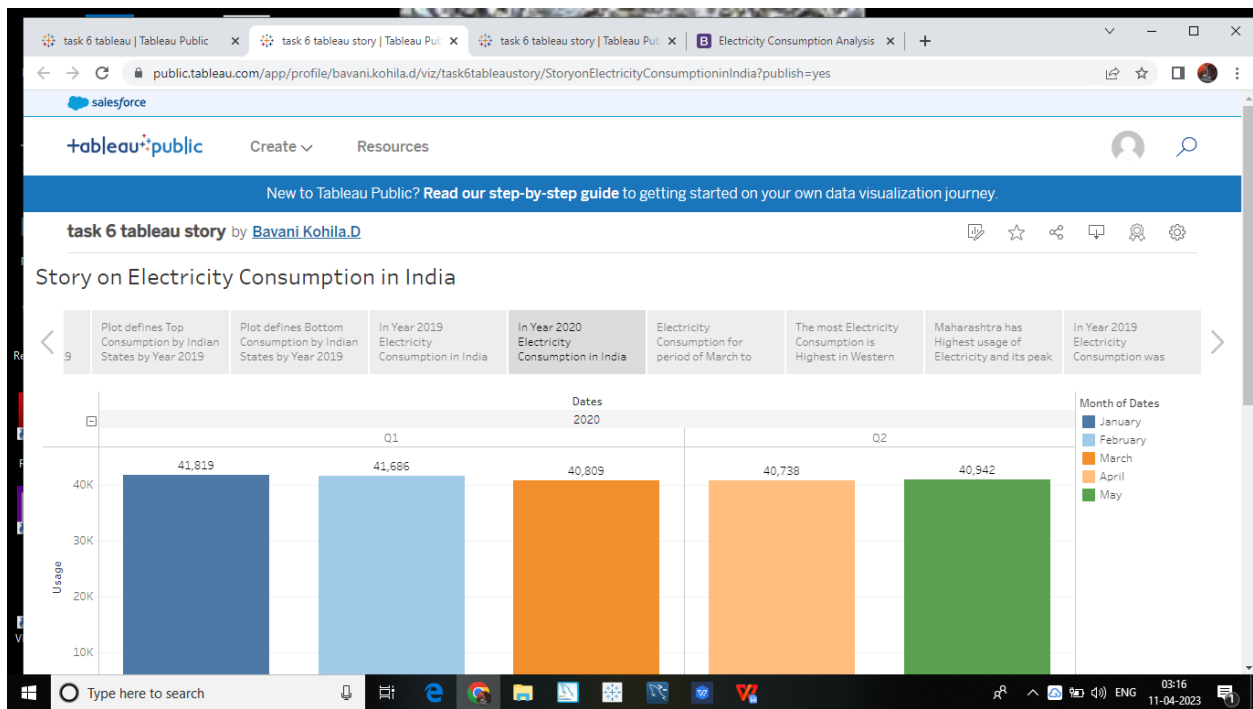 task 6 tableau | Tableau Public
task 6 tableau story | Tableau Pub
task 6 tableau story | Tableau Pub
B Electricity Consumption Analysis
public.tableau.com/app/profile/bavani.kohila.d/viz/task6tableaustory/StoryonElectricityConsumptioninIndia?publish=yes
salesforce
+ableau public
Create
Resources
New to Tableau Public? Read our step-by-step guide to getting started on your own data visualization journey.
task 6 tableau story by Bavani Kohila.D
Story on Electricity Consumption in India
9
Plot defines Top
Consumption by Indian
States by Year 2019
Plot defines Bottom
Consumption by Indian
States by Year 2019
In Year 2019
Electricity
Consumption in India
In Year 2020
Electricity
Consumption in India
Electricity
Consumption for
period of March to
The most Electricity
Consumption is
Highest in Western
Maharashtra has
Highest usage of
Electricity and its peak
In Year 2019
Electricity
Consumption was
Dates
2020
Q1
Q2
41,819
41,686
40,809
40,738
40,942
40K
30K
20K
10K
Usage
Month of Dates
January
February
March
April
May
Type here to search
ENG
03:16
11-04-2023
1